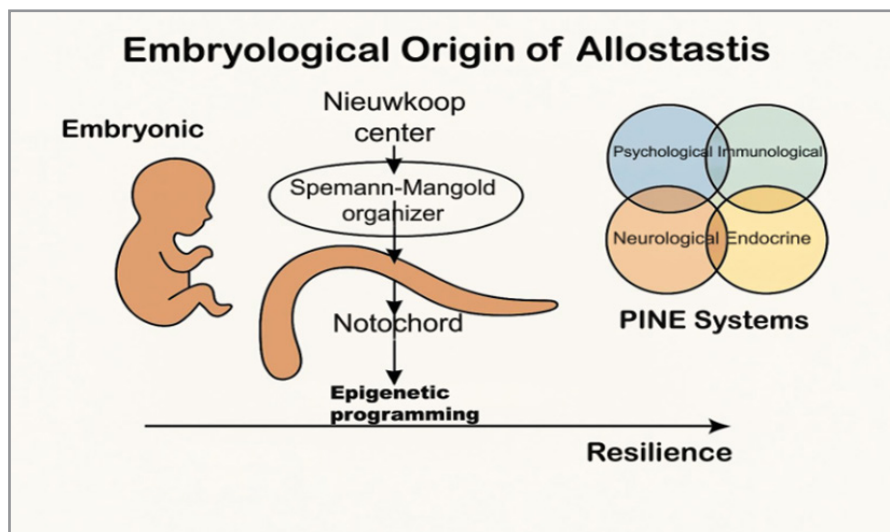 Embryological Origin of Allostastis
Embryonic
Nieuwkoop
center
Spemann-Mangold
organizer
Notochord
Epigenetic
programming
Psychological
Immunological
Neurological
Endocrine
PINE Systems
Resilience